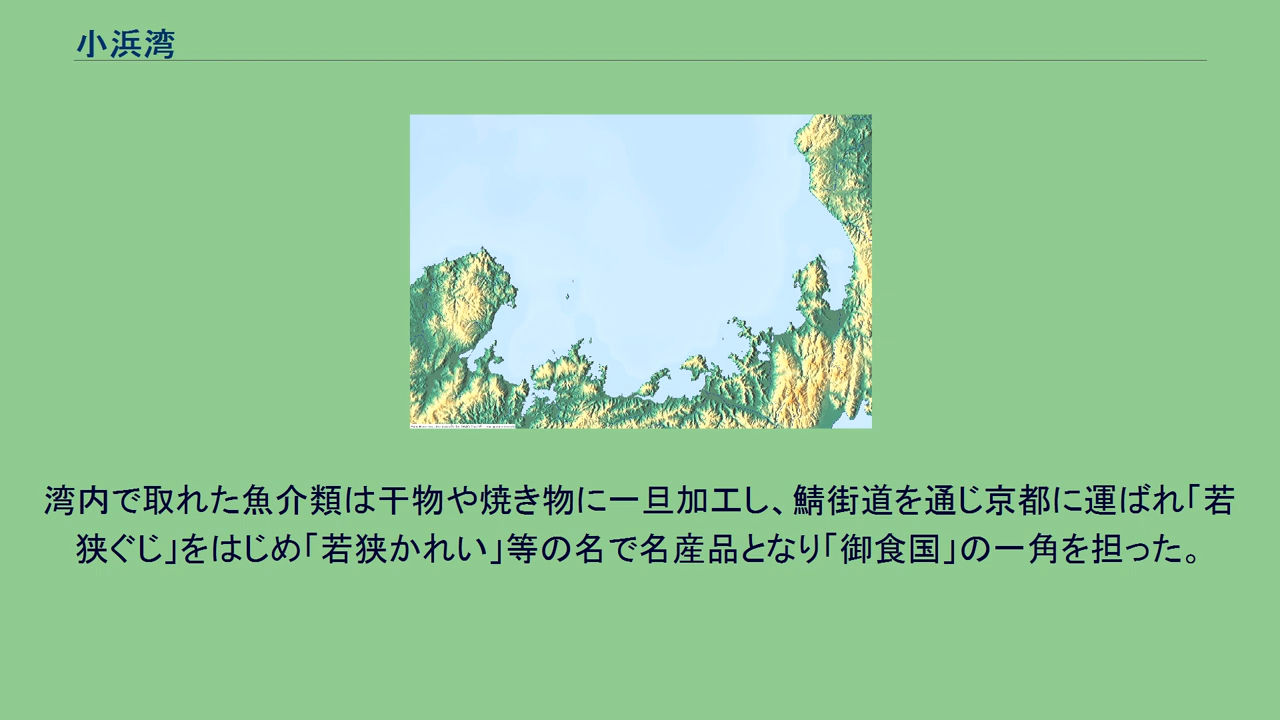 小浜湾
湾内で取れた魚介類は干物や焼き物に一旦加工し、鯖街道を通じ京都に運ばれ「若
狭ぐじ」をはじめ「若狭かれい」等の名で名産品となり「御食国」の一角を担った。